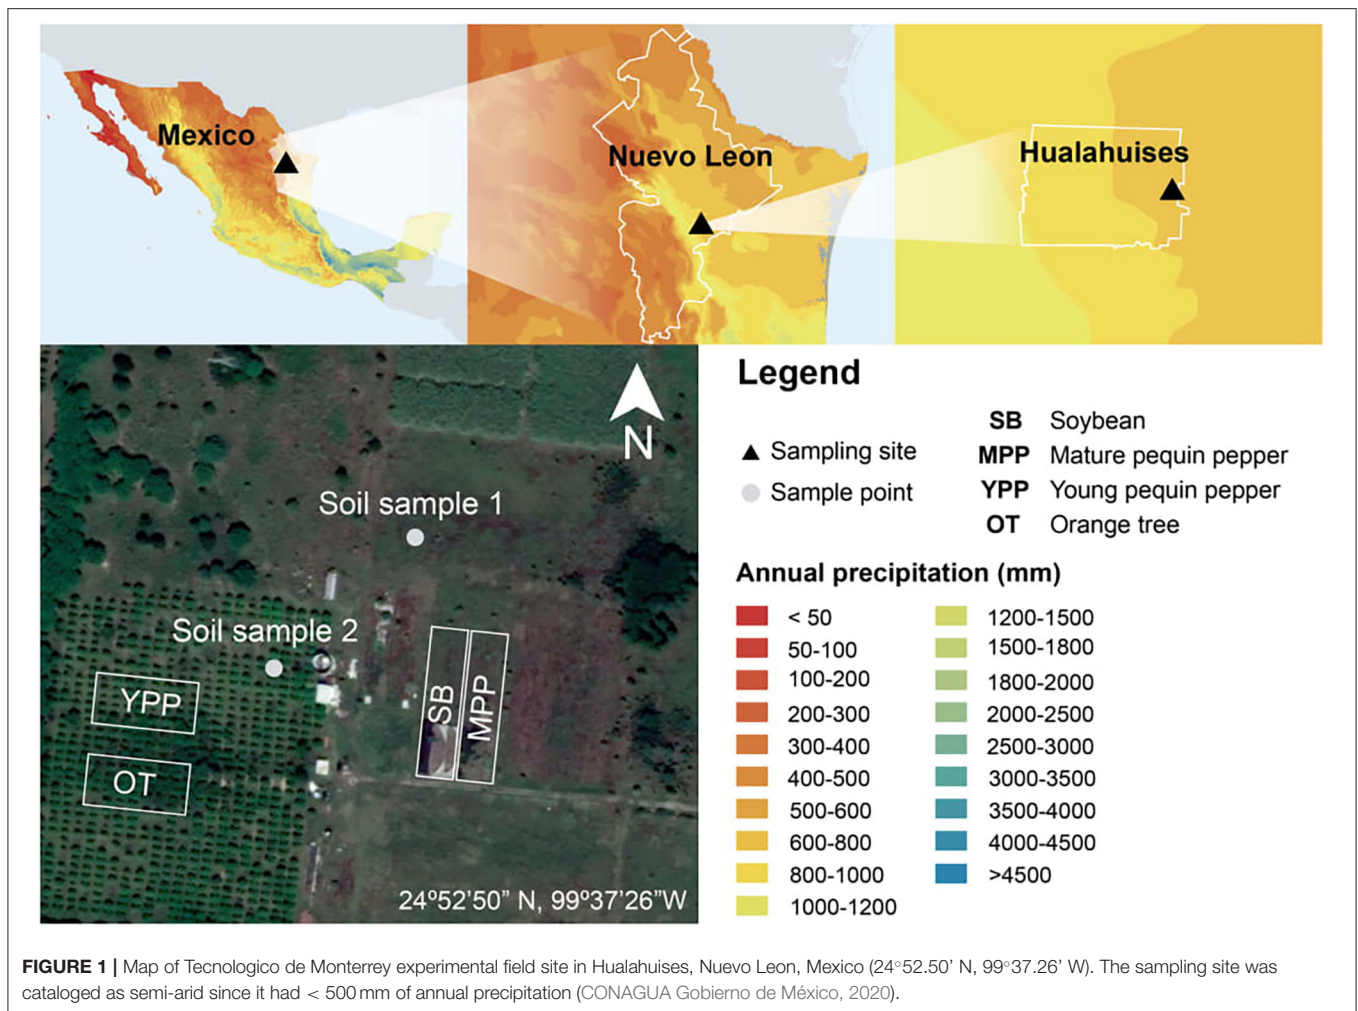 Mexico
Nuevo Leon
Hualahuises
N
Soil sample 1
Soil sample 2
YPP
OT
SB
MPP
24º52’50” N, 99º37’26”W
Legend
Sampling site
Sample point
SB Soybean
MPP Mature pequin pepper
YPP Young pequin pepper
OT Orange tree
Annual precipitation (mm)
< 50
50-100
100-200
200-300
300-400
400-500
500-600
600-800
800-1000
1000-1200
1200-1500
1500-1800
1800-2000
2000-2500
2500-3000
3000-3500
3500-4000
4000-4500
>4500
FIGURE 1 | Map of Tecnologico de Monterrey experimental field site in Hualahuises, Nuevo Leon, Mexico (24◦52.50’ N, 99◦37.26’ W). The sampling site was
cataloged as semi-arid since it had < 500 mm of annual precipitation (CONAGUA Gobierno de México, 2020).